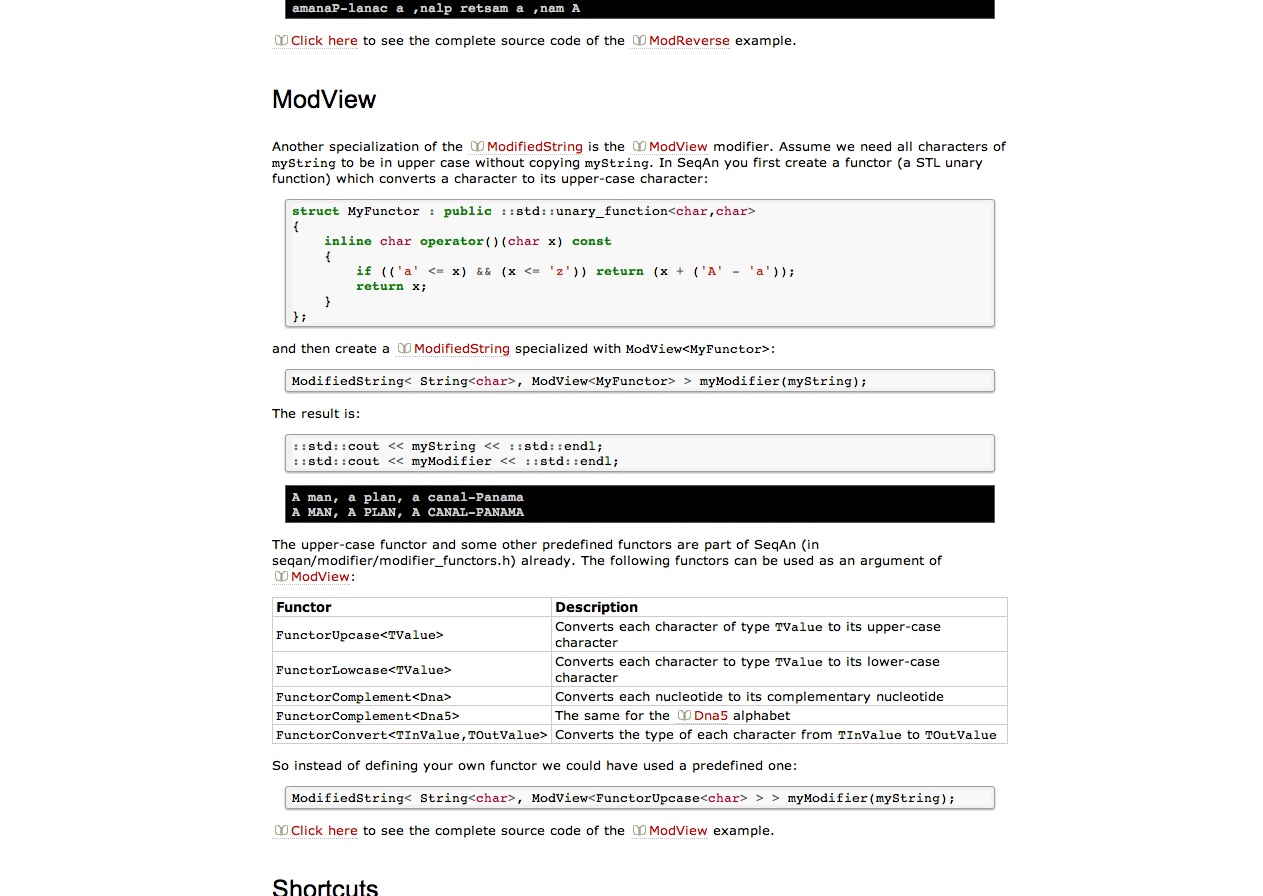 amanaP-lanac a ,nalp retsam a ,nam A
Click here to see the complete source code of the ModReverse example.
ModView
Another specialization of the ModifiedString is the ModView modifier. Assume we need all characters of
myString to be in upper case without copying myString. In SeqAn you first create a functor (a STL unary
function) which converts a character to its upper-case character:
struct MyFunctor : public ::std::unary_function<char,char>
{
    inline char operator()(char x) const
    {
        if (('a' <= x) && (x <= 'z')) return (x + ('A' - 'a'));
        return x;
    }
};
and then create a ModifiedString specialized with ModView<MyFunctor>:
ModifiedString< String<char>, ModView<MyFunctor> > myModifier(myString);
The result is:
::std::cout << myString << ::std::endl;
::std::cout << myModifier << ::std::endl;
A man, a plan, a canal-Panama
A MAN, A PLAN, A CANAL-PANAMA
The upper-case functor and some other predefined functors are part of SeqAn (in
seqan/modifier/modifier_functors.h) already. The following functors can be used as an argument of
ModView:
Functor Description
FunctorUpcase<TValue> Converts each character of type TValue to its upper-case
character
FunctorLowcase<TValue> Converts each character to type TValue to its lower-case
character
FunctorComplement<Dna> Converts each nucleotide to its complementary nucleotide
FunctorComplement<Dna5> The same for the Dna5 alphabet
FunctorConvert<TInValue,TOutValue> Converts the type of each character from TInValue to TOutValue
So instead of defining your own functor we could have used a predefined one:
ModifiedString< String<char>, ModView<FunctorUpcase<char> > > myModifier(myString);
Click here to see the complete source code of the ModView example.
Shortcuts